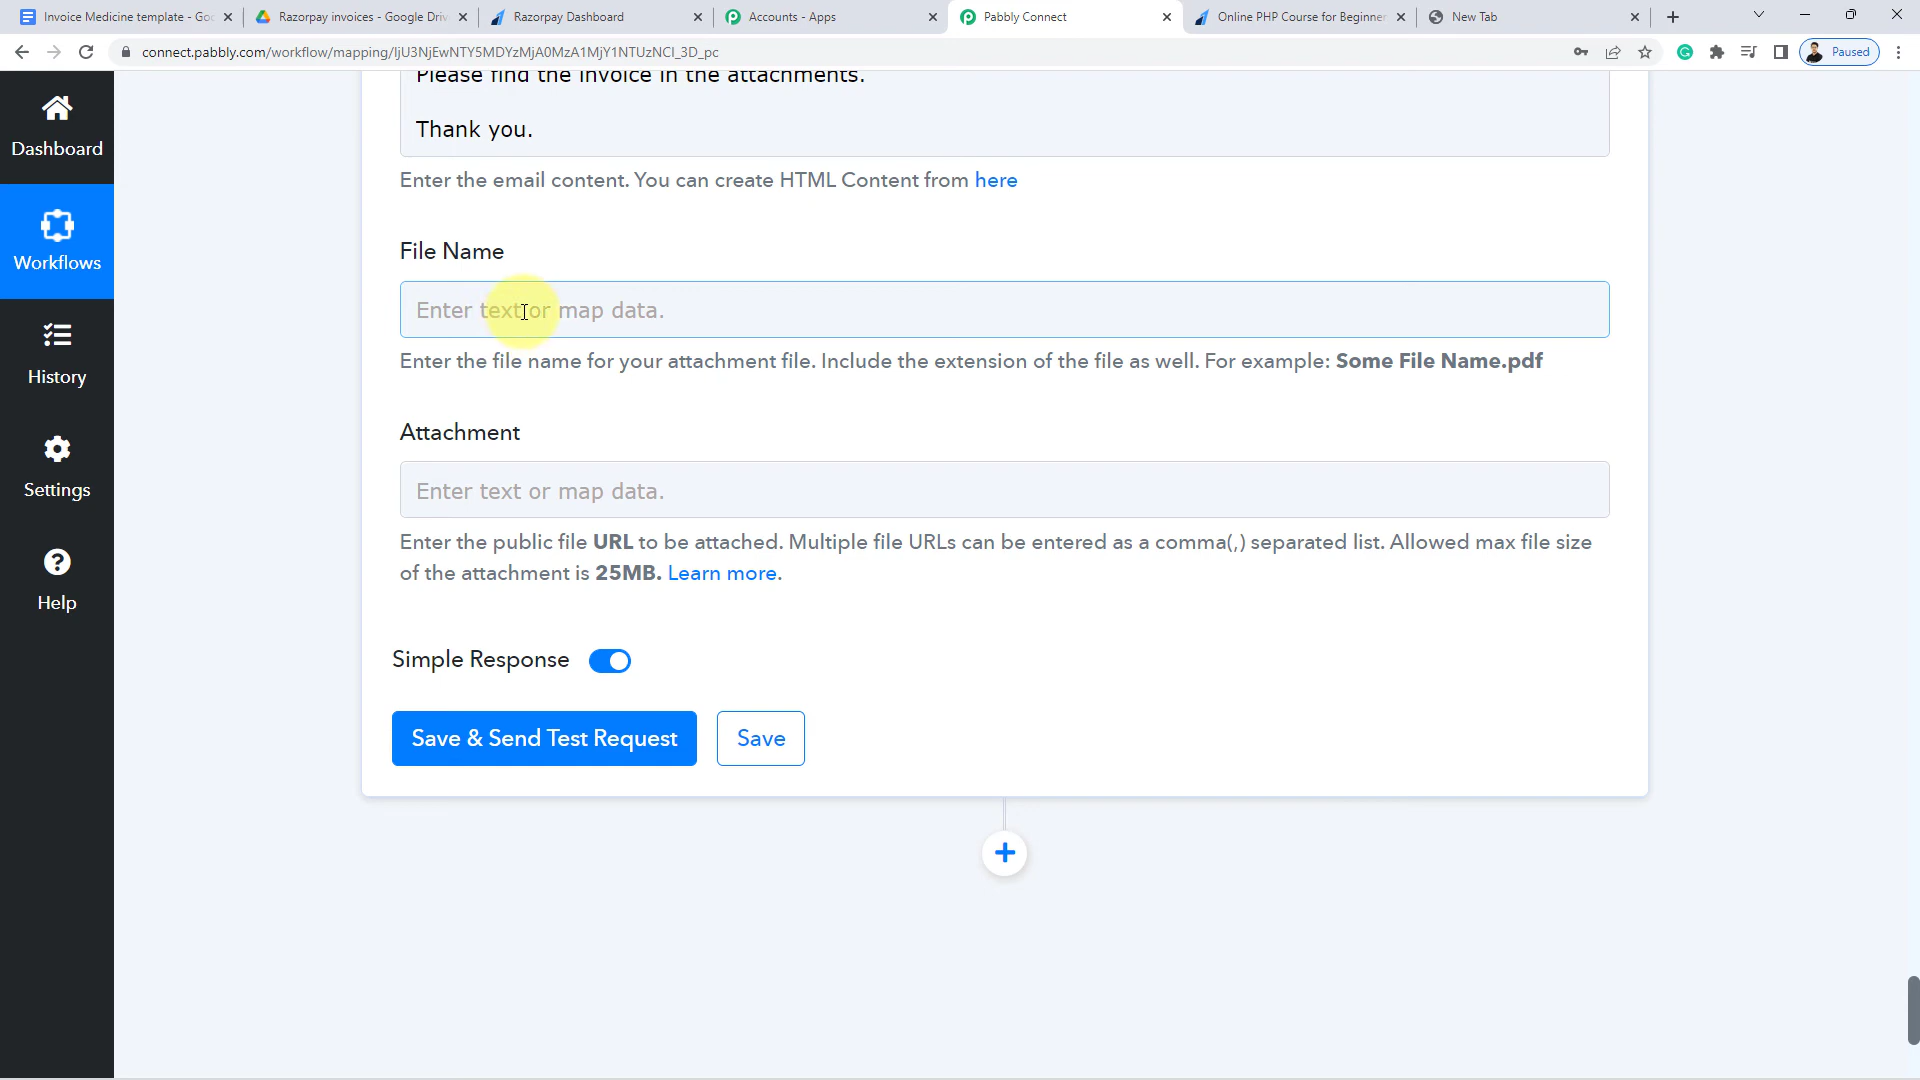 Invoice Medicine template - Goo
Razorpay invoices - Google Driv
Razorpay Dashboard
Accounts - Apps
Pabbly Connect
Online PHP Course for Beginner
New Tab
connect.pabbly.com/workflow/mapping/IjU3NjEwNTY5MDYzMjA0MzA1MjY1NTUzNCI_3D_pc
Paused
Dashboard
Workflows
History
Settings
Help
Please find the invoice in the attachments.
Thank you.
Enter the email content. You can create HTML Content from here
File Name
Enter text or map data.
Enter the file name for your attachment file. Include the extension of the file as well. For example: Some File Name.pdf
Attachment
Enter text or map data.
Enter the public file URL to be attached. Multiple file URLs can be entered as a comma(,) separated list. Allowed max file size
of the attachment is 25MB. Learn more.
Simple Response
Save & Send Test Request
Save